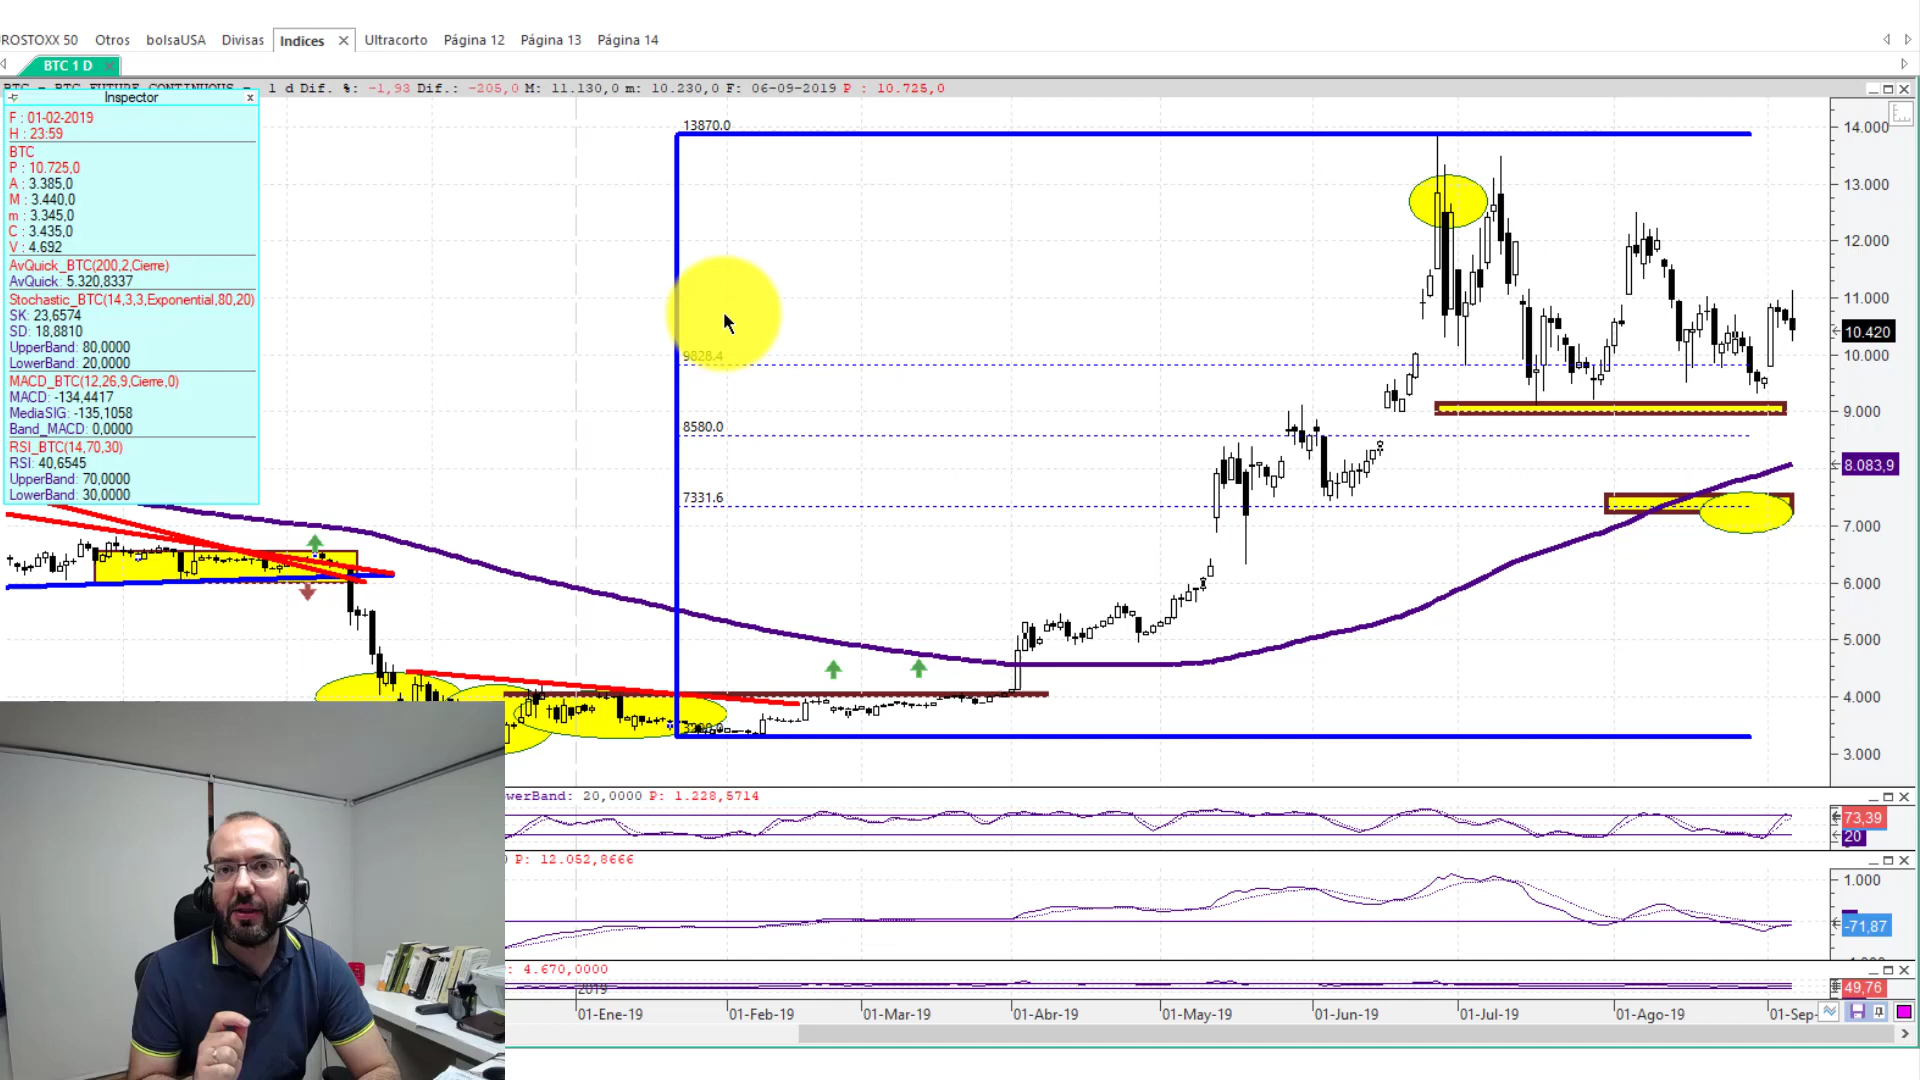 ROSTOXX 50 Otros bolsaUSA Divisas Indices Ultracorto Página 12 Página 13 Página 14
BTC 1 D
1 d Dif. %: -1,93 Dif.: -205,0 M: 11.130,0 m: 10.230,0 F: 06-09-2019 P : 10.725,0
Inspector x
F : 01-02-2019
H : 23:59
BTC
P : 10.725,0
A : 3.385,0
M : 3.440,0
m : 3.345,0
C : 3.435,0
V : 4.692
AvQuick_BTC(200,2,Cierre)
AvQuick: 5.320,8337
Stochastic_BTC(14,3,3,Exponential,80,20)
SK: 23,6574
SD: 18,8810
UpperBand: 80,0000
LowerBand: 20,0000
MACD_BTC(12,26,9,Cierre,0)
MACD: -134,4417
MediaSIG: -135,1058
Band_MACD: 0,0000
RSI_BTC(14,70,30)
RSI: 40,6545
UpperBand: 70,0000
LowerBand: 30,0000
13870.0
9828.4
8580.0
7331.6
14.000
13.000
12.000
11.000
10.420
10.000
9.000
8.083,9
7.000
6.000
5.000
4.000
3.000
werBand: 20,0000 P: 1.228,5714
73,39
20
P: 12.052,8666
1.000
-71,87
: 4.670,0000
49,76
2019
01-Ene-19 01-Feb-19 01-Mar-19 01-Abr-19 01-May-19 01-Jun-19 01-Jul-19 01-Ago-19 01-Sep-